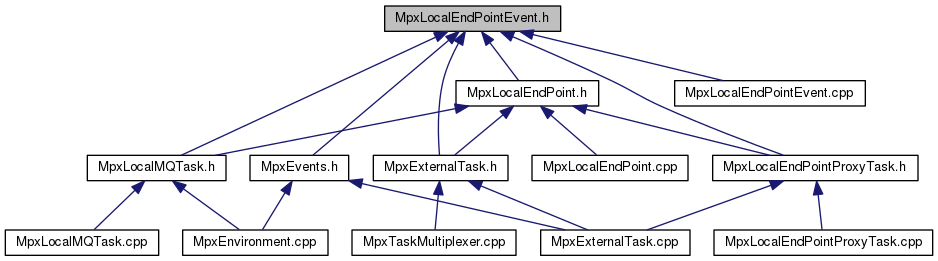 MpxLocalEndPointEvent.h
MpxLocalEndPoint.h
MpxLocalEndPointEvent.cpp
MpxLocalMQTask.h
MpxEvents.h
MpxExternalTask.h
MpxLocalEndPoint.cpp
MpxLocalEndPointProxyTask.h
MpxLocalMQTask.cpp
MpxEnvironment.cpp
MpxTaskMultiplexer.cpp
MpxExternalTask.cpp
MpxLocalEndPointProxyTask.cpp